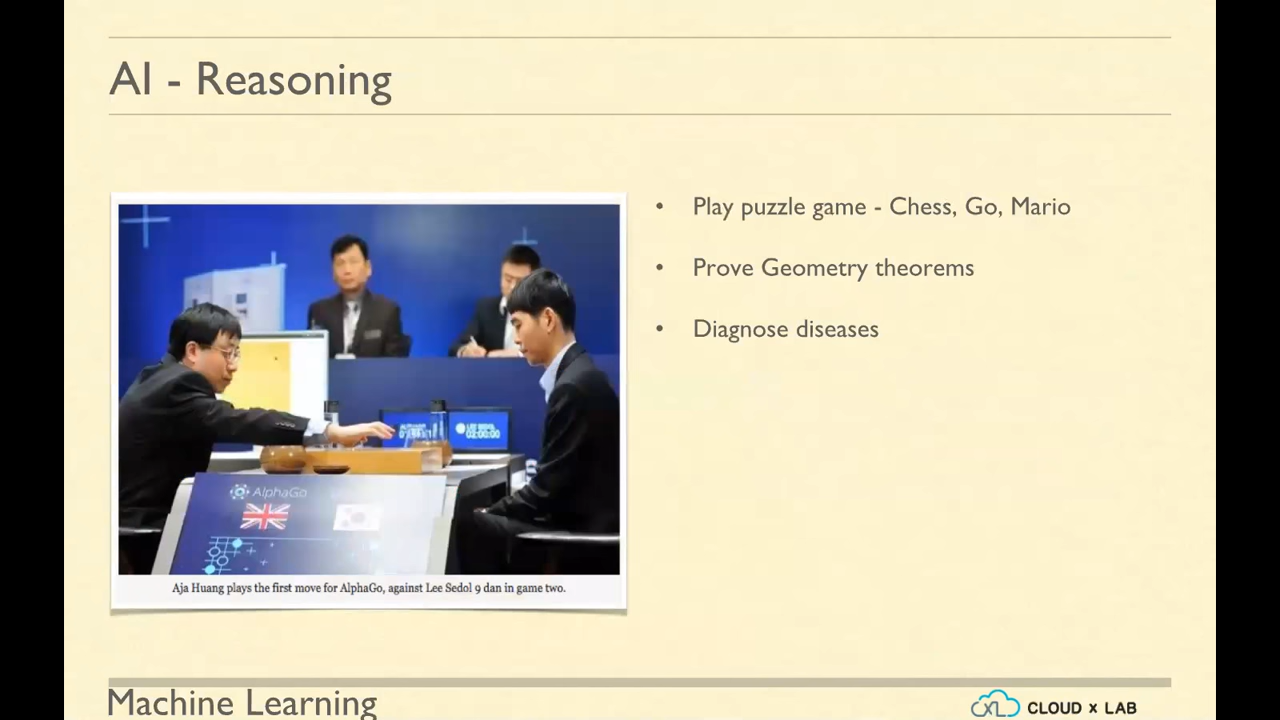 AI - Reasoning
• Play puzzle game - Chess, Go, Mario
• Prove Geometry theorems
• Diagnose diseases
AlphaGo
Aja Huang plays the first move for AlphaGo, against Lee Sedol 9 dan in game two.
Machine Learning
CLOUD x LAB